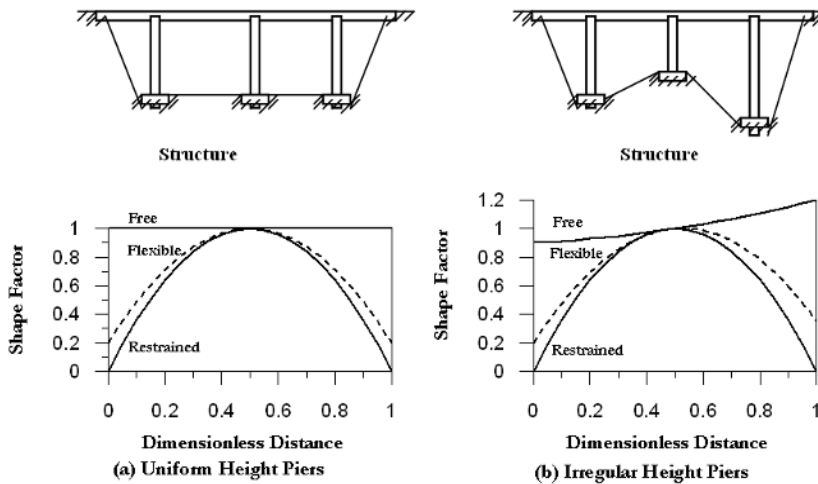 Structure
Structure
Shape Factor
1
0.8
0.6
0.4
0.2
0
Free
Flexible
Restrained
0 0.2 0.4 0.6 0.8 1
Dimensionless Distance
(a) Uniform Height Piers
Shape Factor
1.2
1
0.8
0.6
0.4
0.2
0
Free
Flexible
Restrained
0 0.2 0.4 0.6 0.8 1
Dimensionless Distance
(b) Irregular Height Piers